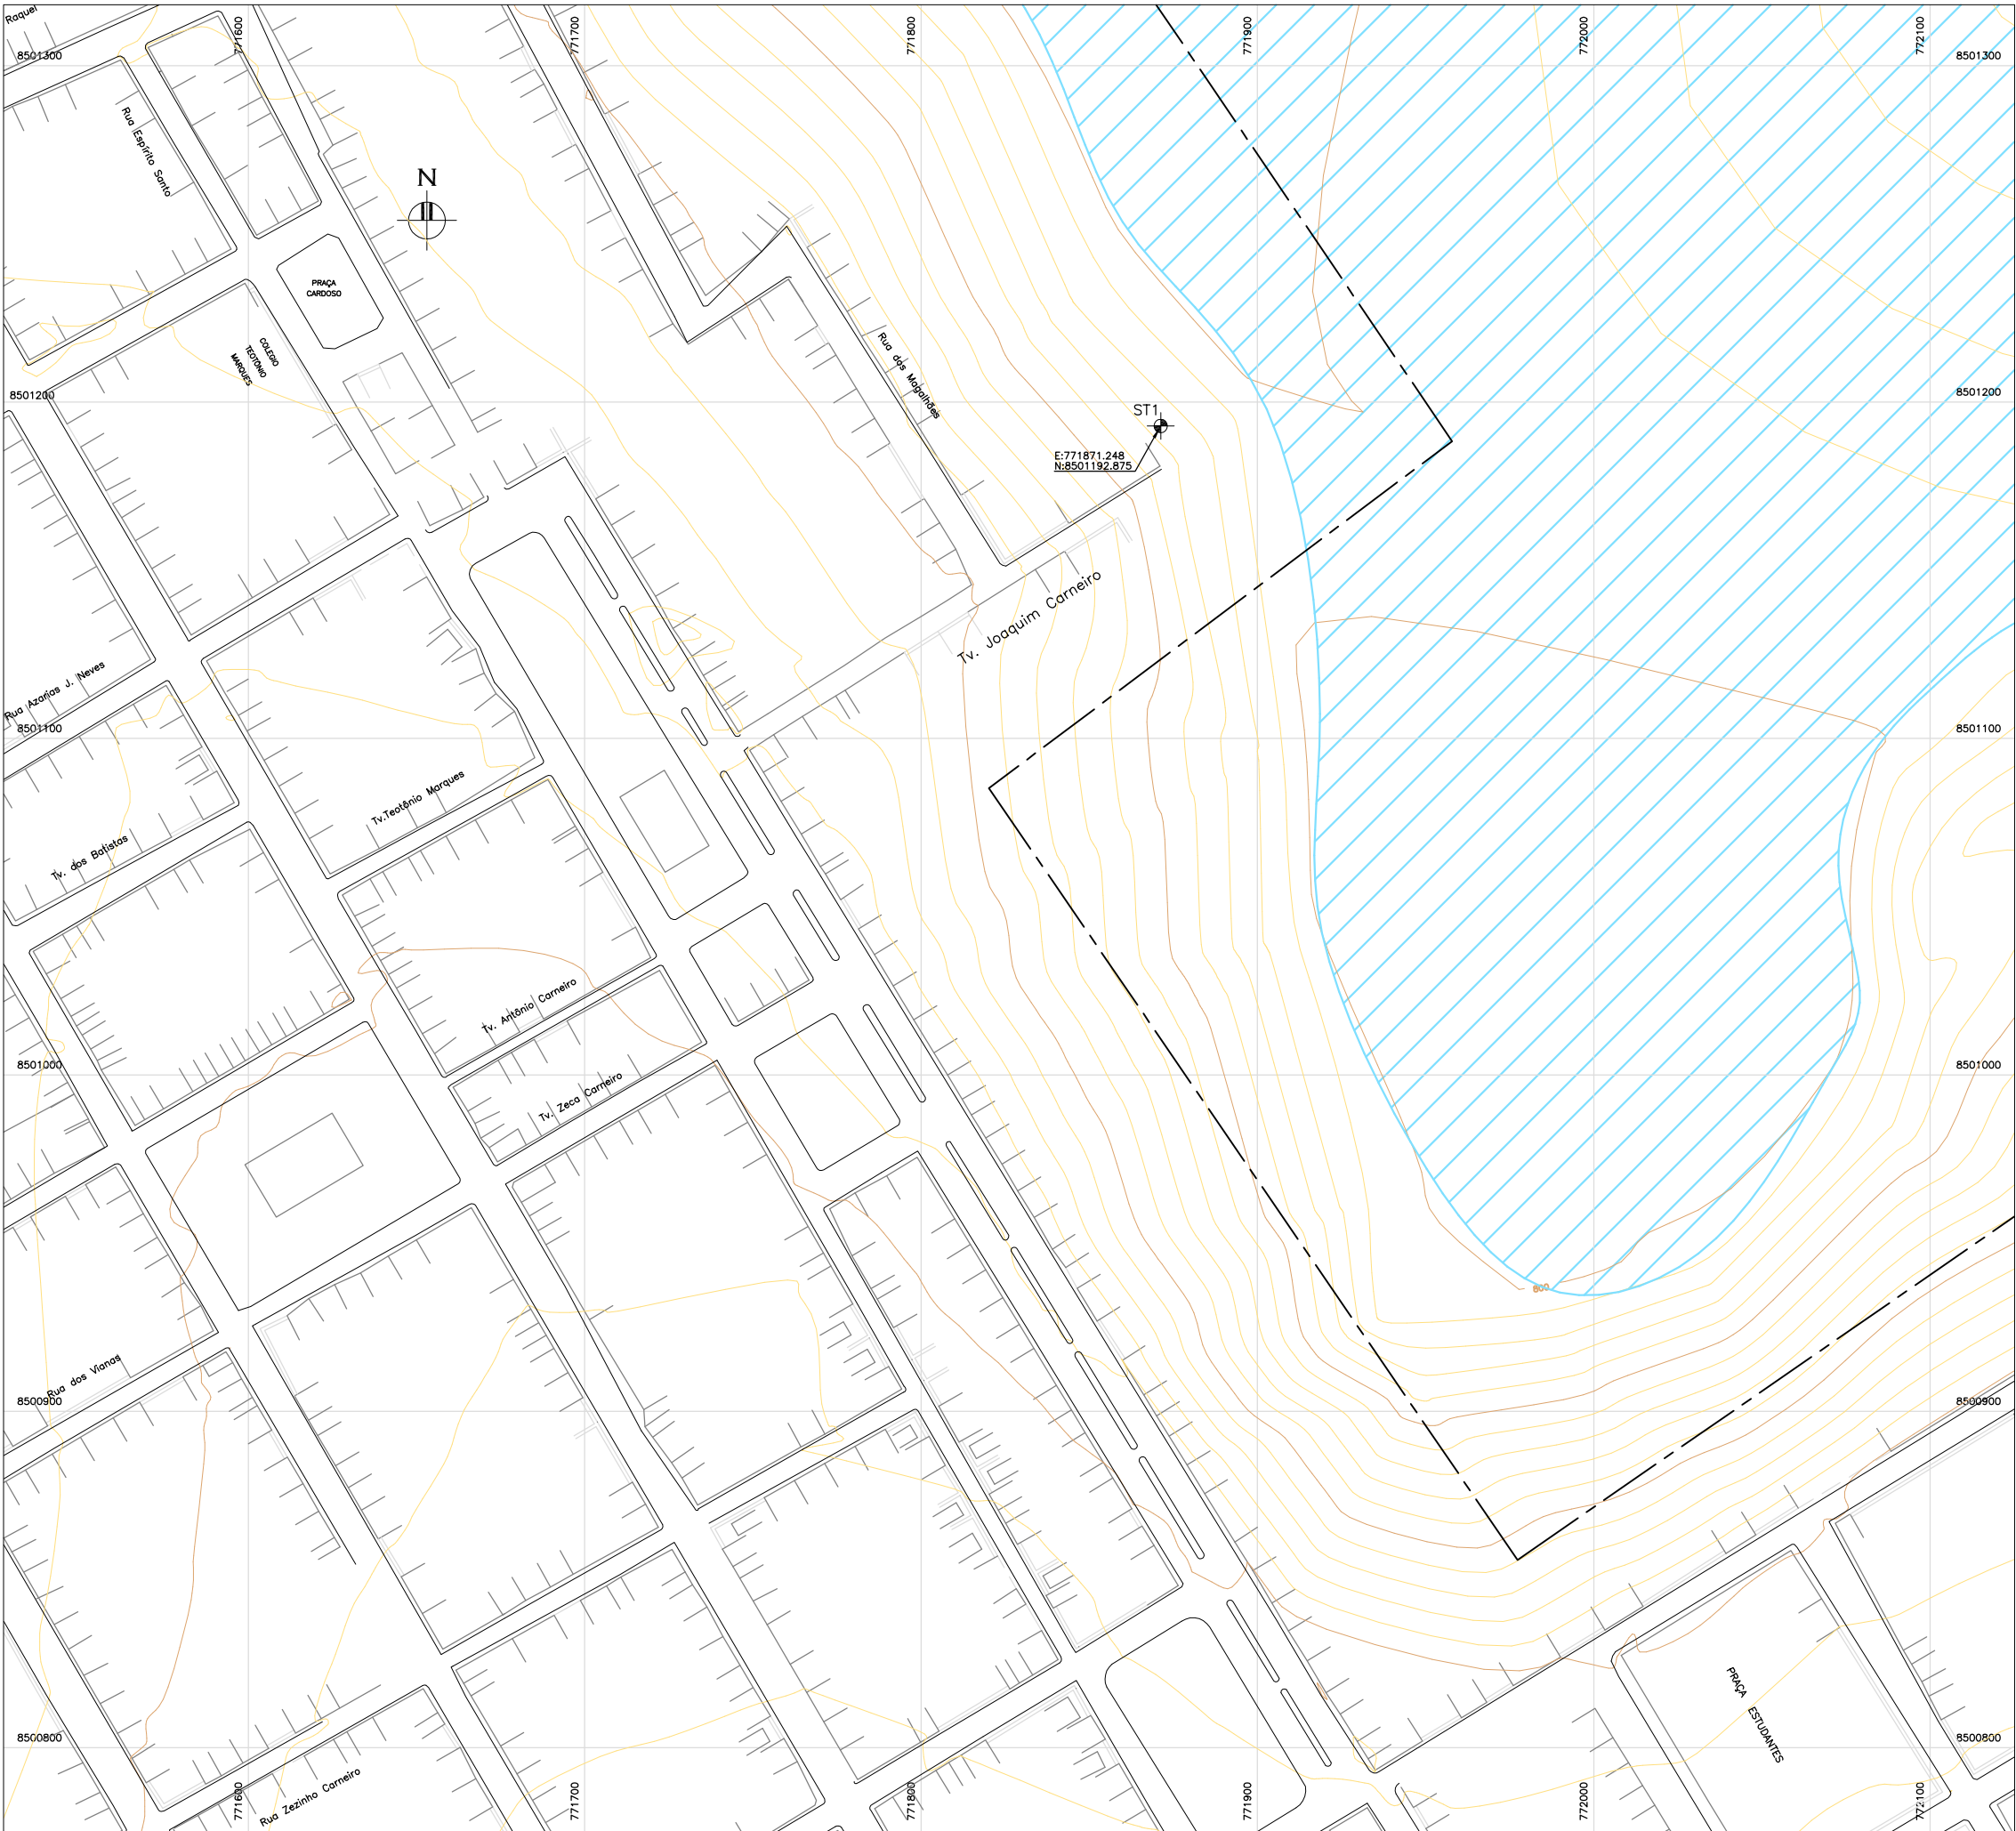 Raquel
771600
771700
771800
771900
772000
772100
8501300
8501300
Rua Espírito Santo
N
PRAÇA
CARDOSO
COLEGIO
TEOTÔNIO
MARQUES
Rua dos Magalhães
8501200
8501200
ST1
E:771871.248
N:8501192.875
Tv. Joaquim Carneiro
Rua Azarias J. Neves
8501100
8501100
Tv.Teotônio Marques
Tv. dos Batistas
Tv. Antônio Carneiro
8501000
8501000
Tv. Zeca Carneiro
800
Rua dos Vianas
8500900
8500900
PRAÇA ESTUDANTES
8500800
8500800
Rua Zezinho Carneiro
771600
771700
771800
771900
772000
772100